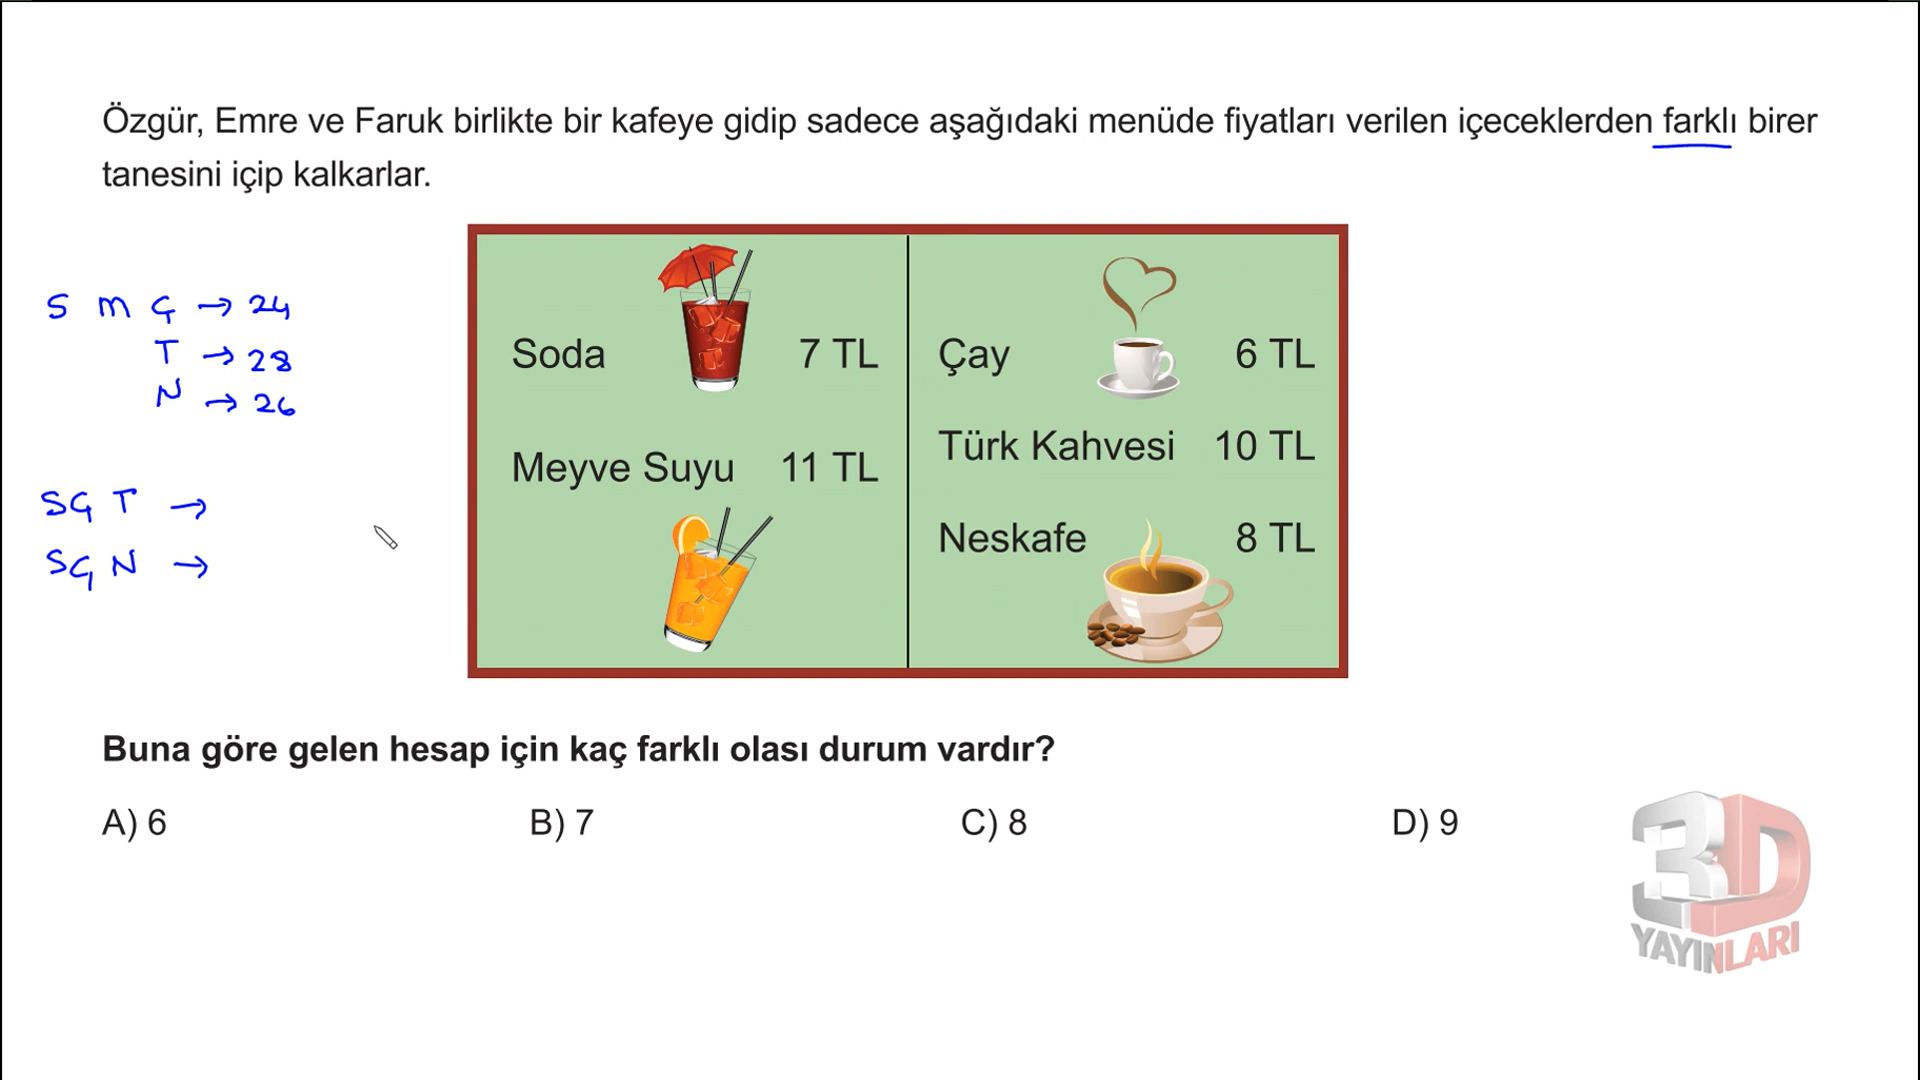 Özgür, Emre ve Faruk birlikte bir kafeye gidip sadece aşağıdaki menüde fiyatları verilen içeceklerden farklı birer
tanesini içip kalkarlar.
S M Ç → 24
T → 28
N → 26
SÇ T →
SÇ N →
Soda 7 TL
Meyve Suyu 11 TL
Çay 6 TL
Türk Kahvesi 10 TL
Neskafe 8 TL
Buna göre gelen hesap için kaç farklı olası durum vardır?
A) 6 B) 7 C) 8 D) 9
3D
YAYINLARI